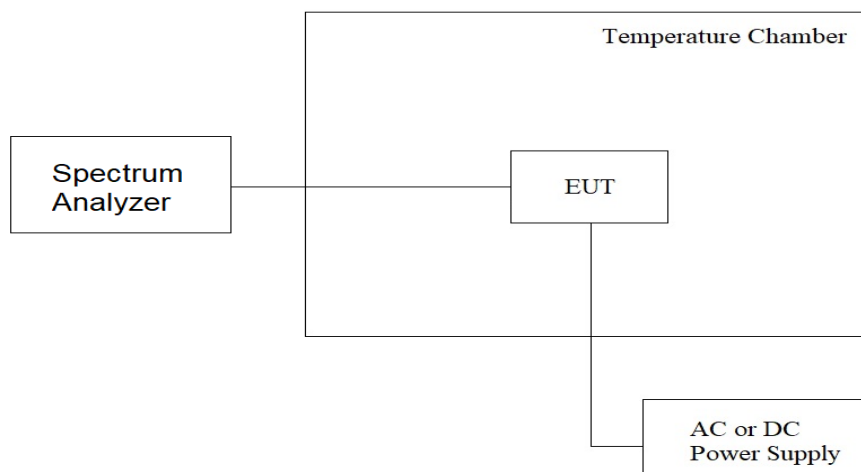 Temperature Chamber
Spectrum
Analyzer
EUT
AC or DC
Power Supply